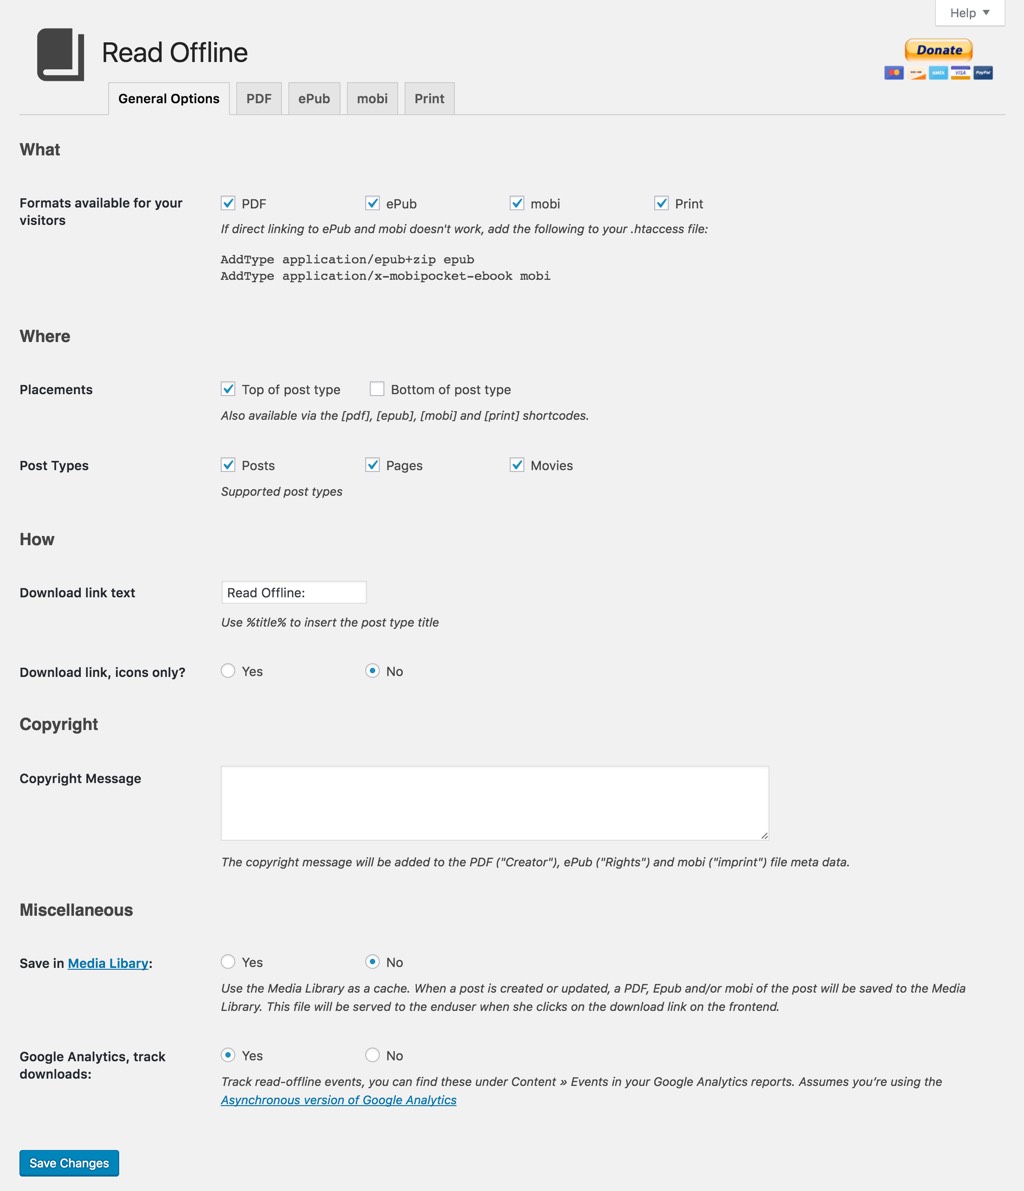 Help
Read Offline
Donate
VISA
PayPal
General Options PDF ePub mobi Print
What
Formats available for your visitors
PDF ePub mobi Print
If direct linking to ePub and mobi doesn't work, add the following to your .htaccess file:
AddType application/epub+zip epub
AddType application/x-mobipocket-ebook mobi
Where
Placements
Top of post type Bottom of post type
Also available via the [pdf], [epub], [mobi] and [print] shortcodes.
Post Types
Posts Pages Movies
Supported post types
How
Download link text
Read Offline:
Use %title% to insert the post type title
Download link, icons only?
Yes No
Copyright
Copyright Message
The copyright message will be added to the PDF ("Creator"), ePub ("Rights") and mobi ("imprint") file meta data.
Miscellaneous
Save in Media Libary:
Yes No
Use the Media Library as a cache. When a post is created or updated, a PDF, Epub and/or mobi of the post will be saved to the Media
Library. This file will be served to the enduser when she clicks on the download link on the frontend.
Google Analytics, track
downloads:
Yes No
Track read-offline events, you can find these under Content » Events in your Google Analytics reports. Assumes you're using the
Asynchronous version of Google Analytics
Save Changes